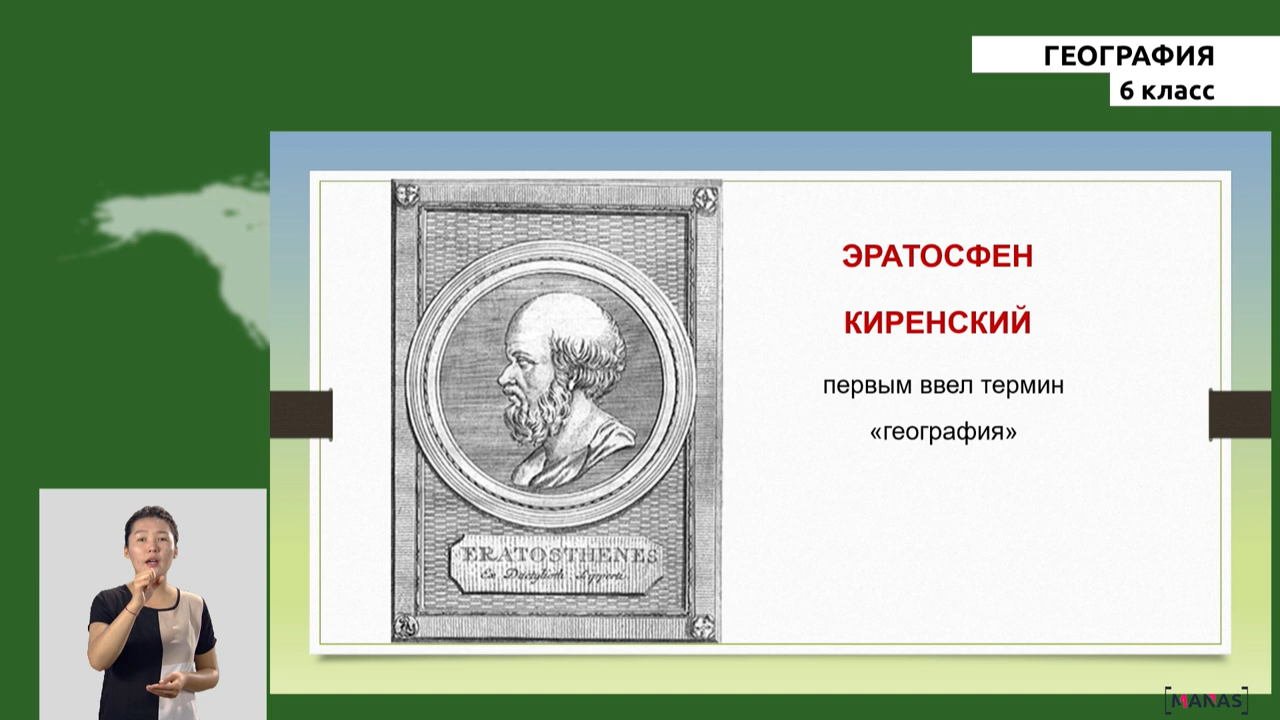 ГЕОГРАФИЯ
6 класс
ЭРАТОСФЕН
КИРЕНСКИЙ
первым ввел термин
«география»
ERATOSTHENES
[MANAS]